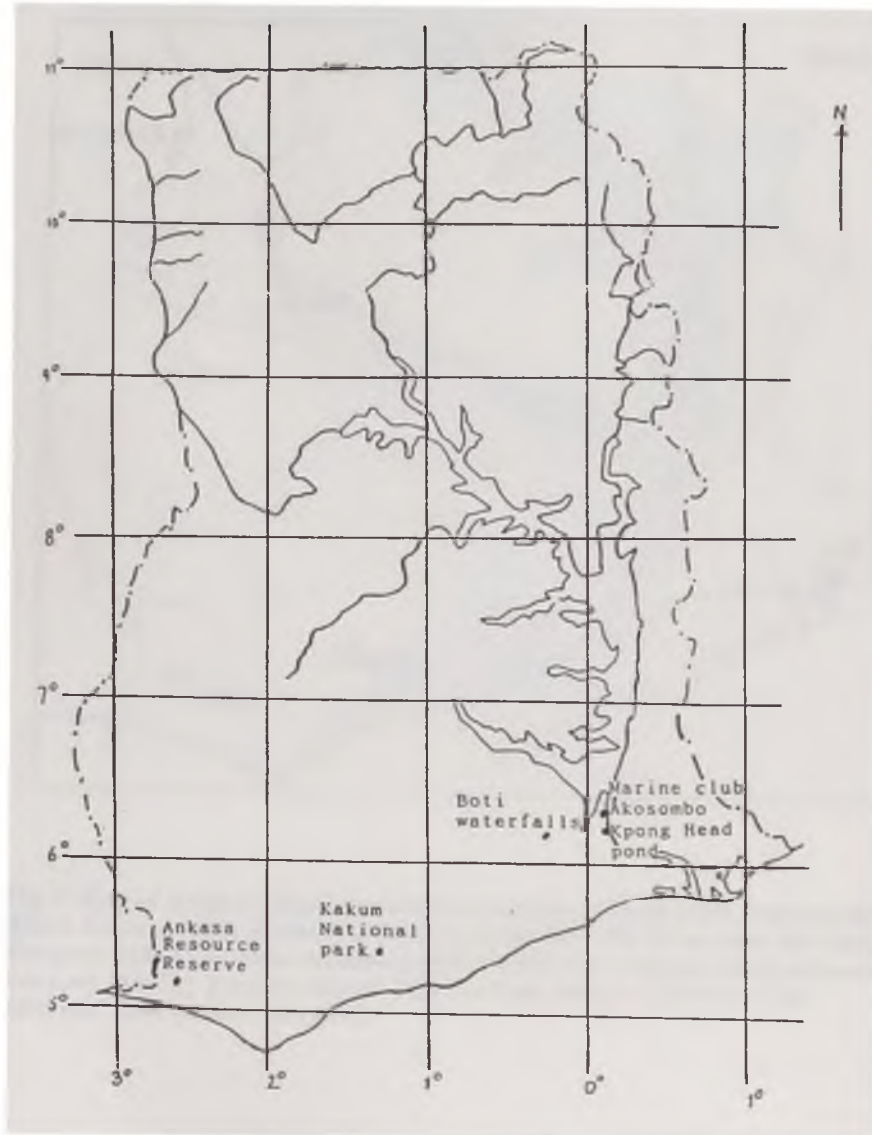 11°
N
10°
9°
8°
7°
Boti
waterfalls
Marine club
Akosombo
Kpong Head
pond
6°
Ankasa
Resource
Reserve
Kakum
National
park
5°
3°
2°
1°
0°
1°